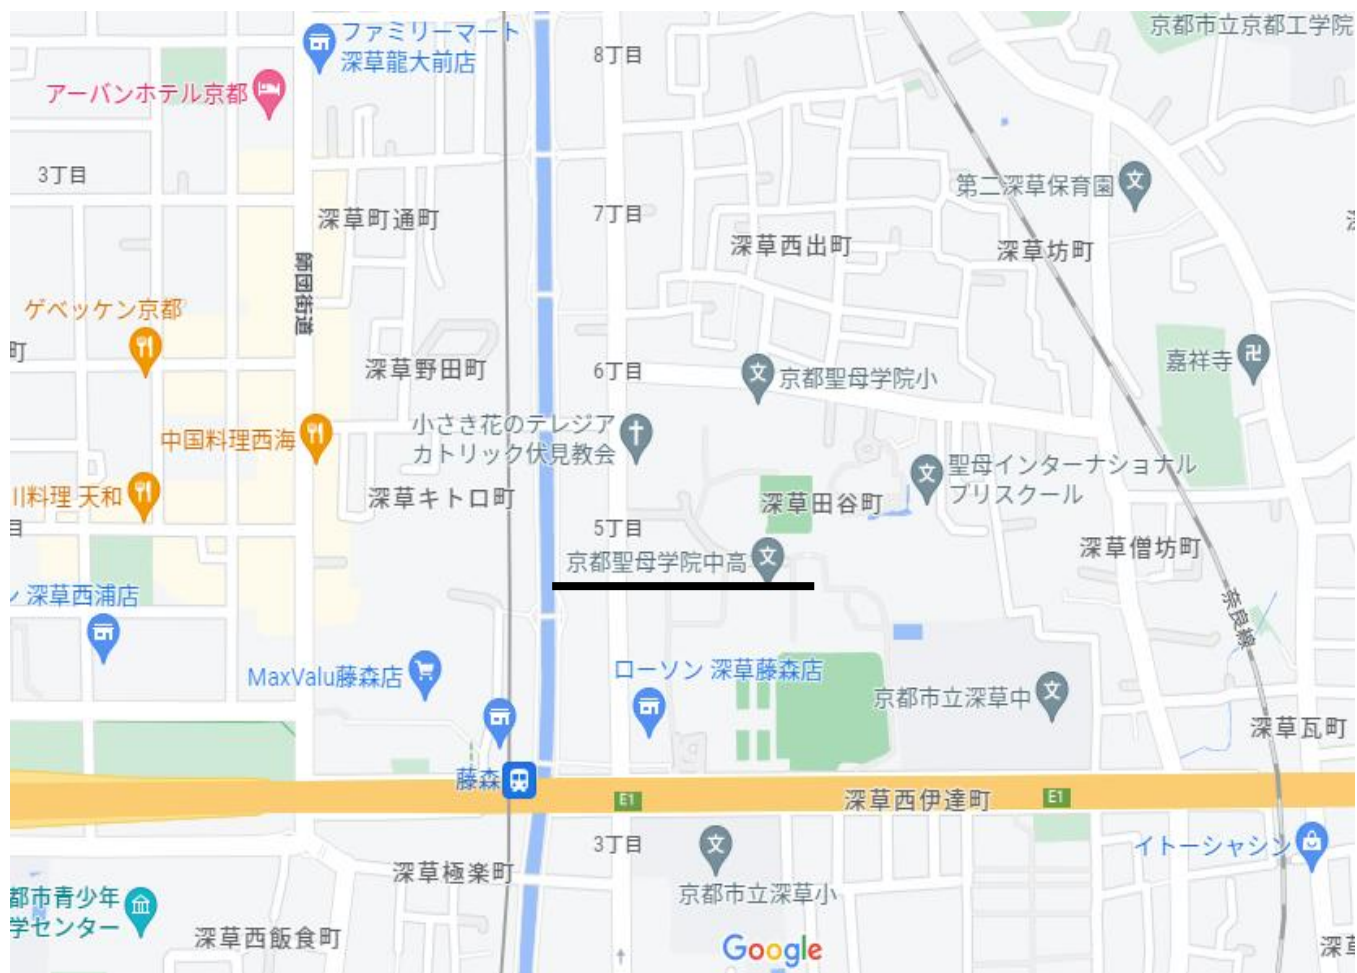 京都市立京都工学院
ファミリーマート
深草龍大前店
8丁目
アーバンホテル京都
3丁目
第二深草保育園
深草町通町
7丁目
深草西出町
深草坊町
師団街道
ゲベッケン京都
町
嘉祥寺
深草野田町
6丁目
京都聖母学院小
小さき花のテレジア
カトリック伏見教会
中国料理西海
聖母インターナショナル
プリスクール
川料理 天和
深草キトロ町
深草田谷町
目
5丁目
深草僧坊町
京都聖母学院中高
ン 深草西浦店
奈良線
MaxValu藤森店
ローソン 深草藤森店
京都市立深草中
深草瓦町
藤森
E1
深草西伊達町
E1
3丁目
イトーシャシン
深草極楽町
京都市立深草小
都市青少年
学センター
深草西飯食町
Google
深草